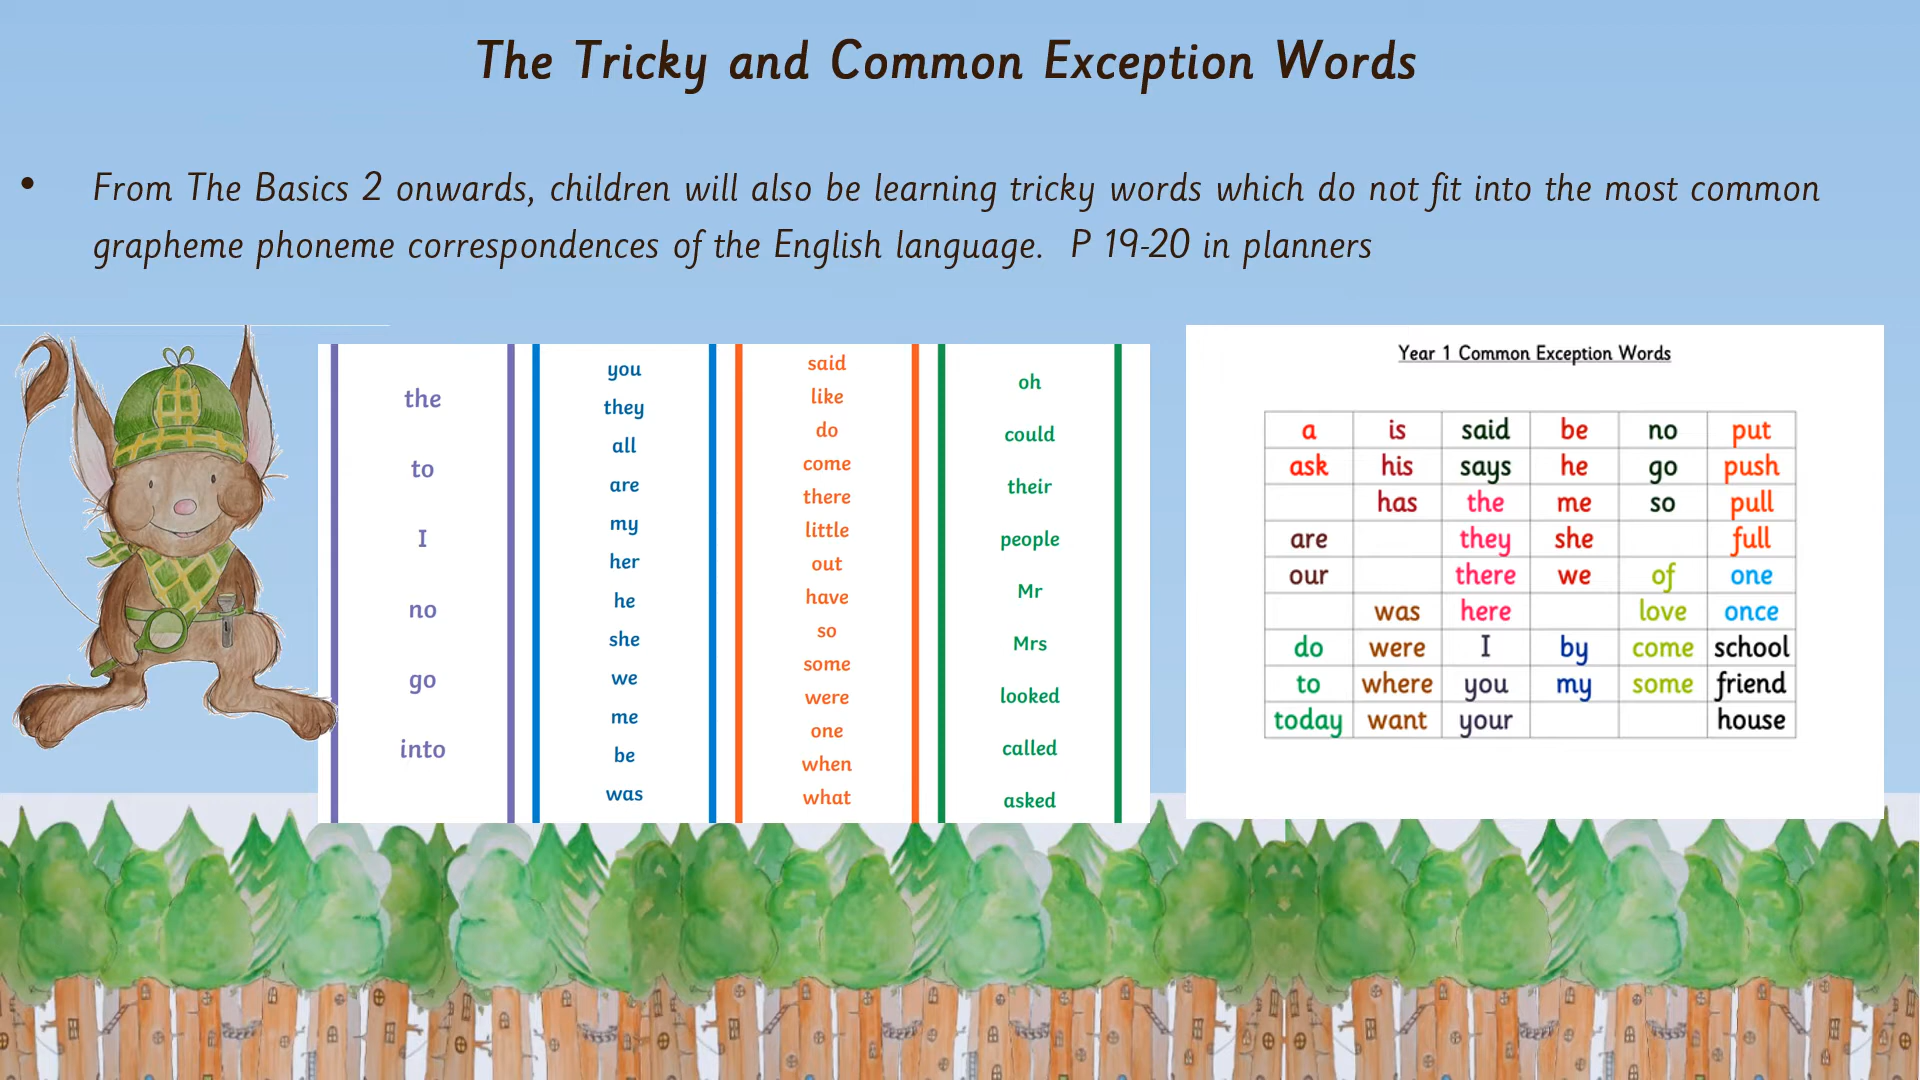 The Tricky and Common Exception Words
• From The Basics 2 onwards, children will also be learning tricky words which do not fit into the most common
grapheme phoneme correspondences of the English language. P 19-20 in planners
the
to
I
no
go
into
you
they
all
are
my
her
he
she
we
me
be
was
said
like
do
come
there
little
out
have
so
some
were
one
when
what
oh
could
their
people
Mr
Mrs
looked
called
asked
Year 1 Common Exception Words
a is said be no put
ask his says he go push
has the me so pull
are they she full
our there we of one
was here love once
do were I by come school
to where you my some friend
today want your house